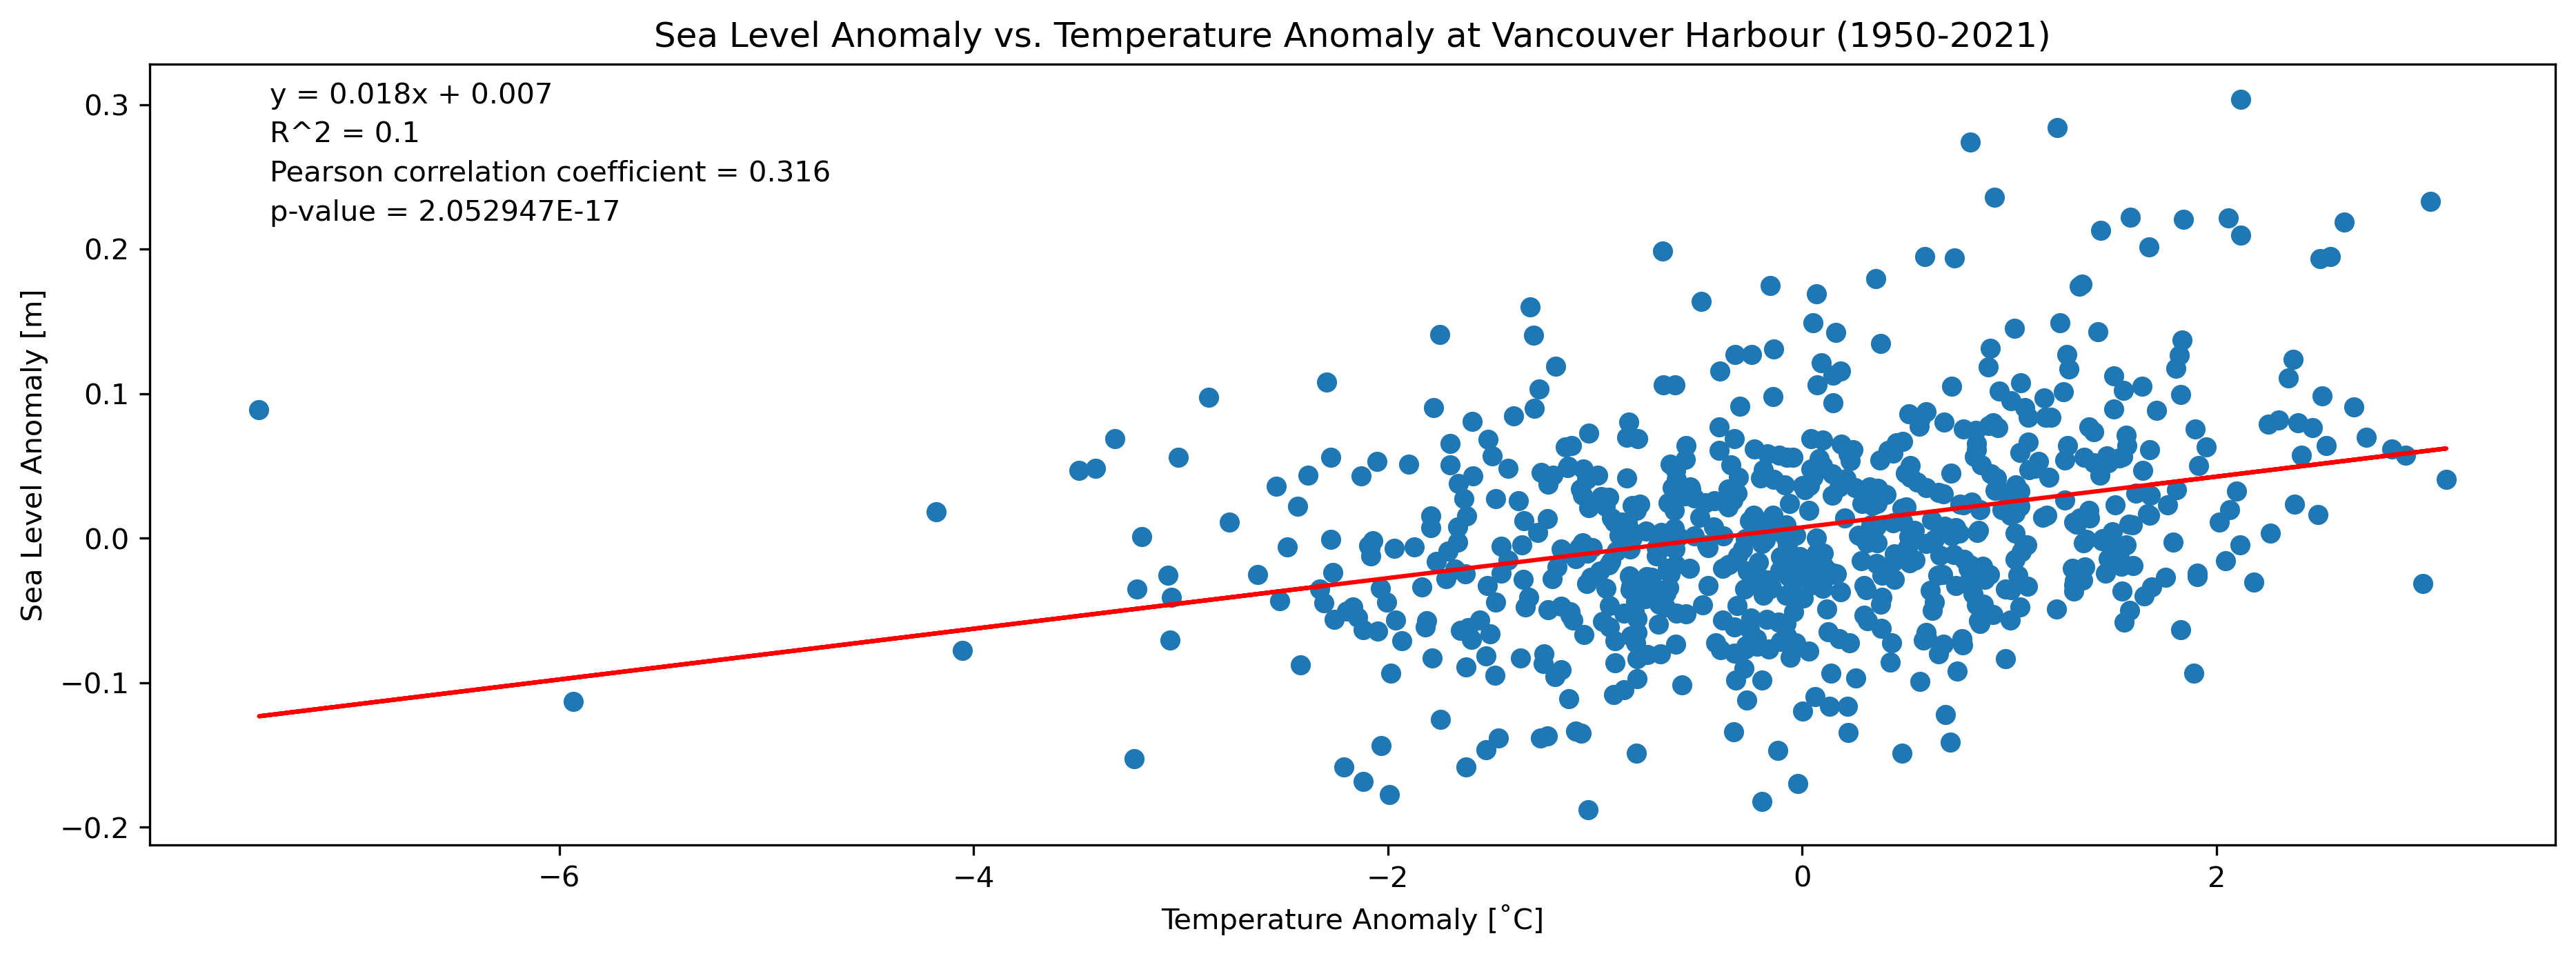 Sea Level Anomaly vs. Temperature Anomaly at Vancouver Harbour (1950-2021)
y = 0.018x + 0.007
R^2 = 0.1
Pearson correlation coefficient = 0.316
p-value = 2.052947E-17
Sea Level Anomaly [m]
0.3
0.2
0.1
0.0
−0.1
−0.2
−6
−4
−2
0
2
Temperature Anomaly [˚C]